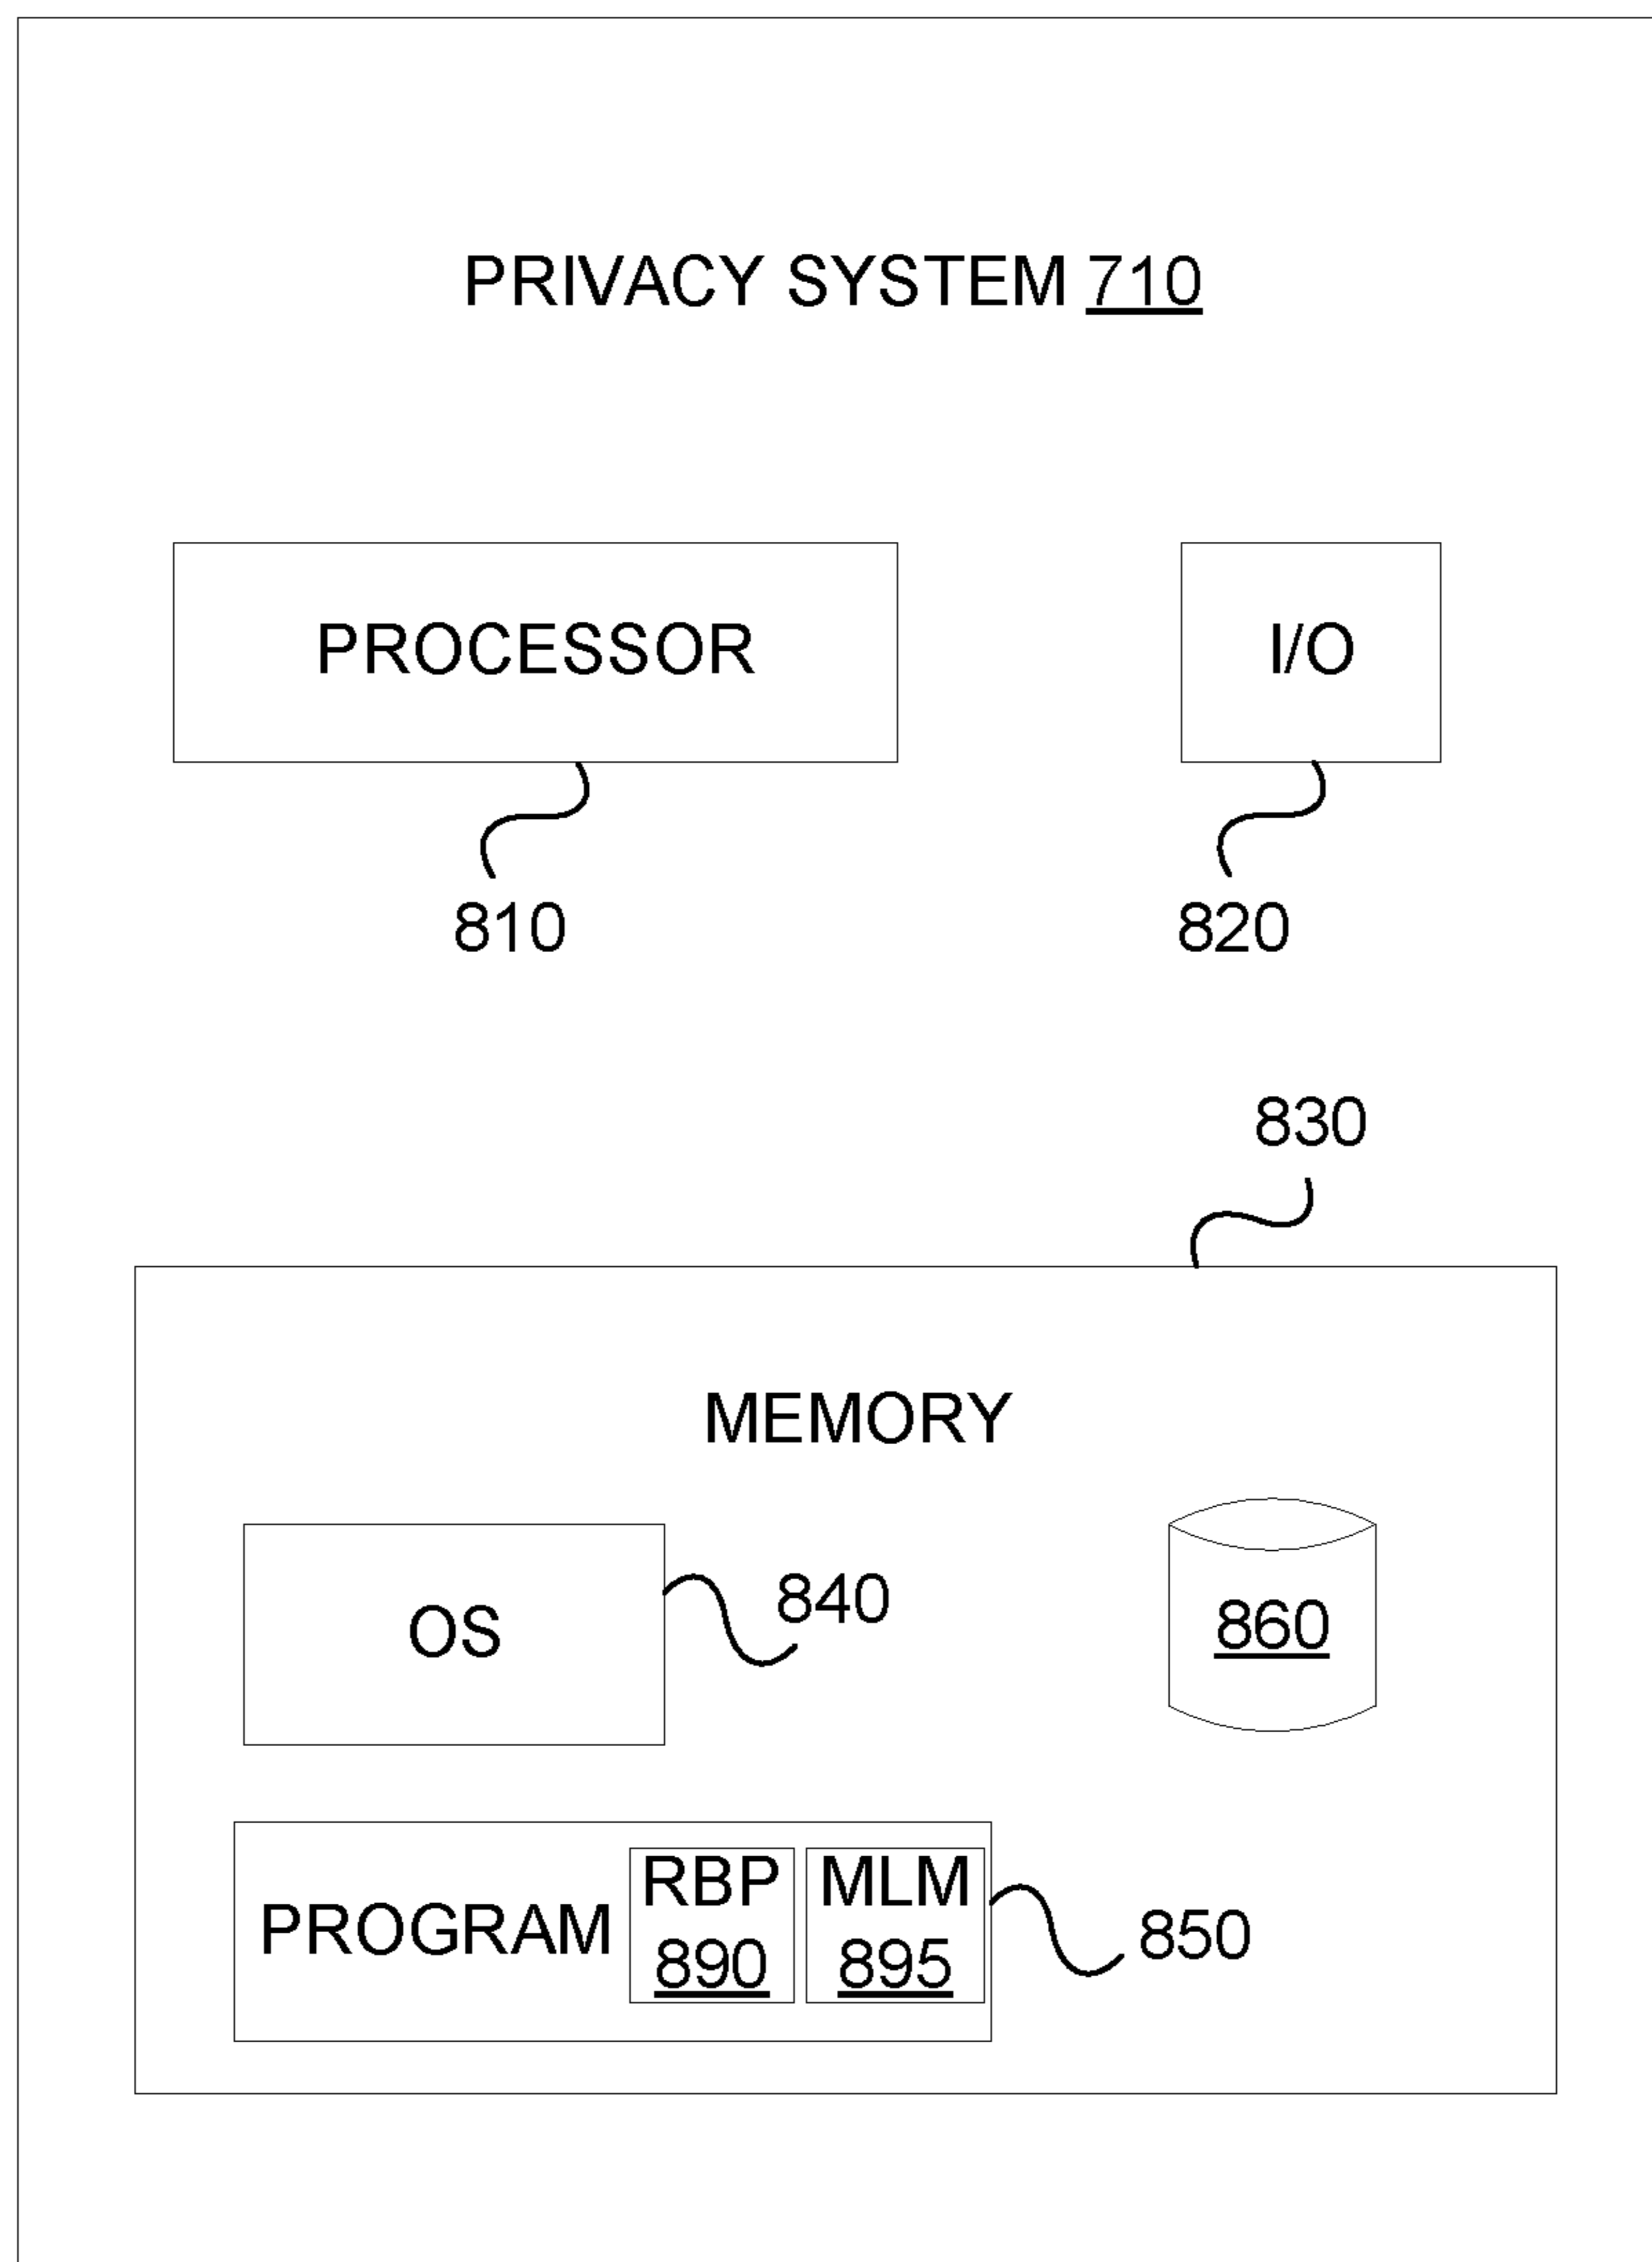 PRIVACY SYSTEM 710
PROCESSOR
I/O
810
820
830
MEMORY
OS
840
860
PROGRAM
RBP
890
MLM
895
850